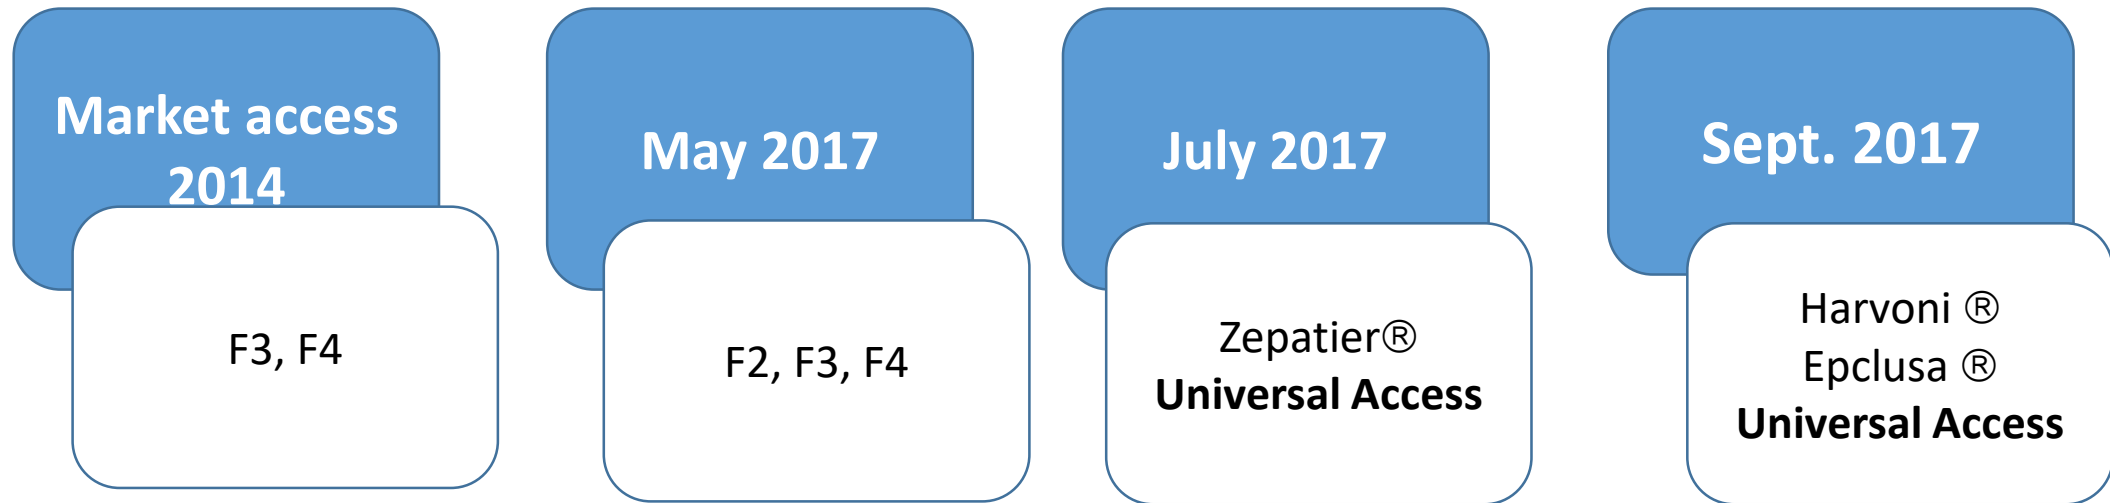 Market access
2014
F3, F4
May 2017
F2, F3, F4
July 2017
Zepatier®
Universal Access
Sept. 2017
Harvoni ®
Epclusa ®
Universal Access